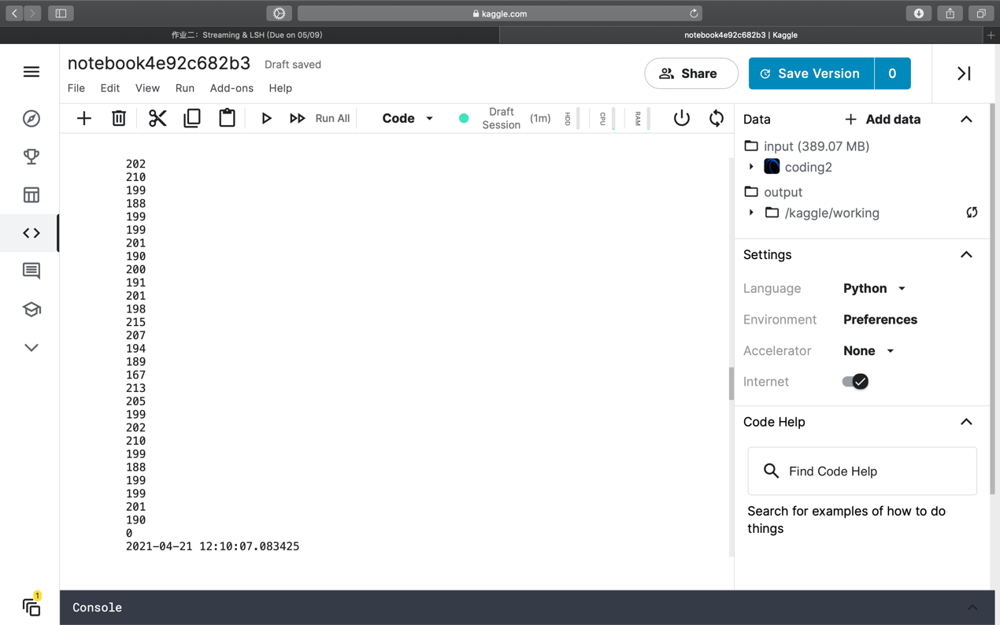 kaggle.com
作业二：Streaming & LSH (Due on 05/09)
notebook4e92c682b3 | Kaggle
notebook4e92c682b3 Draft saved
File Edit View Run Add-ons Help
Share
Save Version 0
Run All
Code
Draft Session (1m)
HDD
CPU
RAM
202
210
199
188
199
199
201
190
200
191
201
198
215
207
194
189
167
213
205
199
202
210
199
188
199
199
201
190
0
2021-04-21 12:10:07.083425
Data
Add data
input (389.07 MB)
coding2
output
/kaggle/working
Settings
Language Python
Environment Preferences
Accelerator None
Internet
Code Help
Find Code Help
Search for examples of how to do
things
1
Console